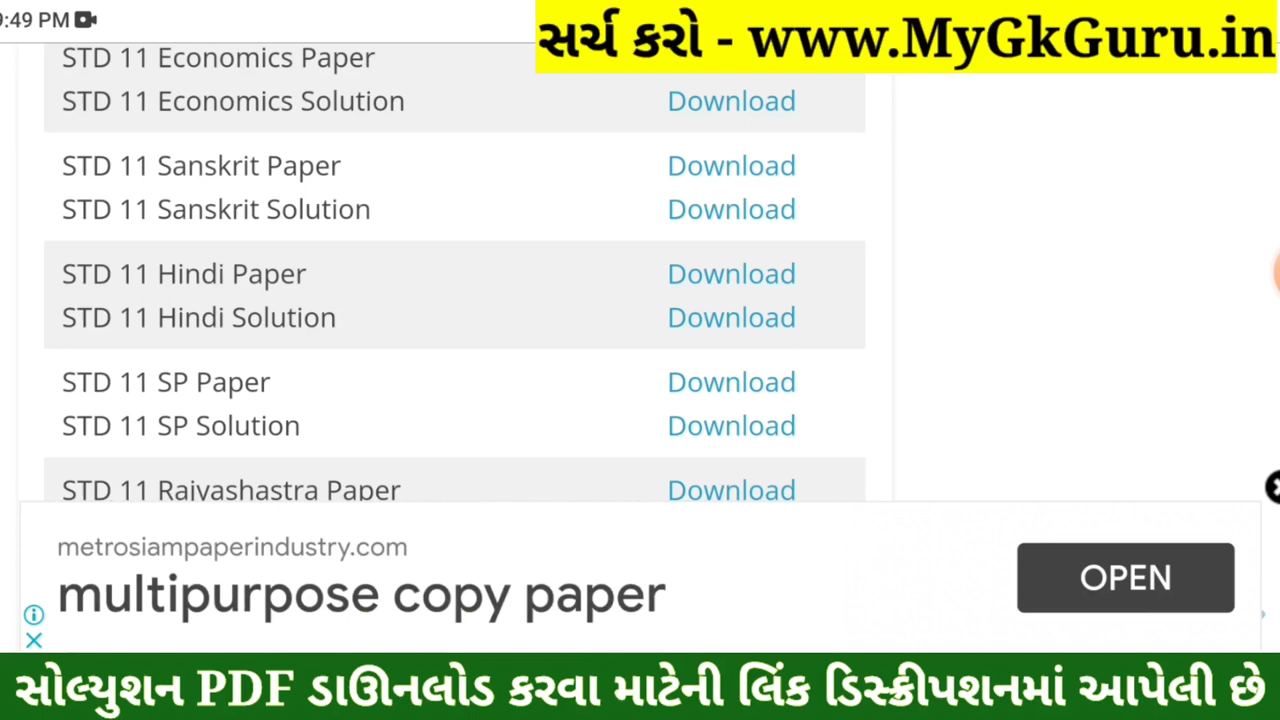 9:49 PM
સર્ચ કરો - www.MyGkGuru.in
STD 11 Economics Paper
STD 11 Economics Solution Download
STD 11 Sanskrit Paper Download
STD 11 Sanskrit Solution Download
STD 11 Hindi Paper Download
STD 11 Hindi Solution Download
STD 11 SP Paper Download
STD 11 SP Solution Download
STD 11 Rajyashastra Paper Download
metrosiampaperindustry.com
multipurpose copy paper
OPEN
સોલ્યુશન PDF ડાઊનલોડ કરવા માટેની લિંક ડિસ્ક્રીપશનમાં આપેલી છે